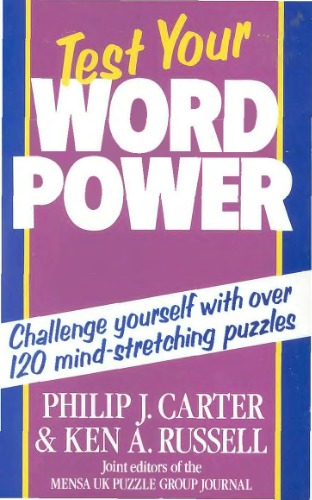 Test Your
WORD
POWER
Challenge yourself with over
120 mind-stretching puzzles
PHILIP J. CARTER
& KEN A. RUSSELL
Joint editors of the
MENSA UK PUZZLE GROUP JOURNAL